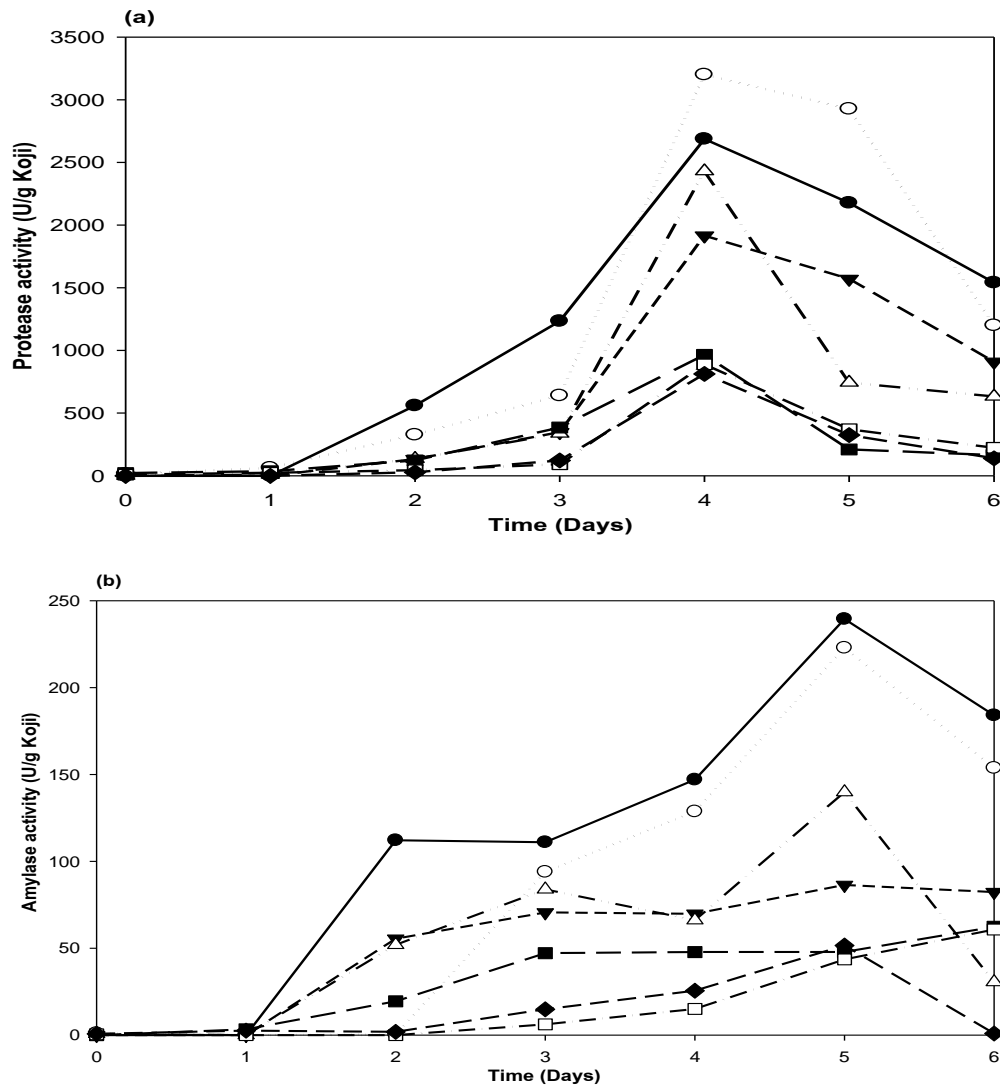 (a)
Protease activity (U/g Koji)
3500
3000
2500
2000
1500
1000
500
0
0 1 2 3 4 5 6
Time (Days)
(b)
Amylase activity (U/g Koji)
250
200
150
100
50
0
0 1 2 3 4 5 6
Time (Days)